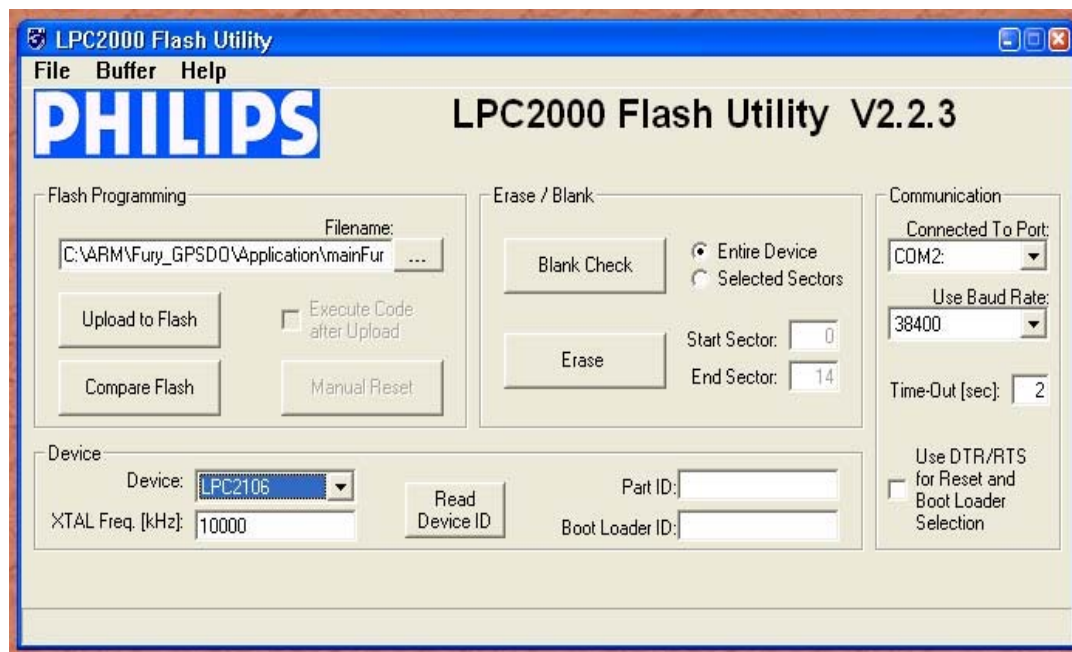 LPC2000 Flash Utility
File Buffer Help
PHILIPS
LPC2000 Flash Utility V2.2.3
Flash Programming
Filename:
C:\ARM\Fury_GPSDO\Application\mainFur
...
Upload to Flash
Execute Code
after Upload
Compare Flash
Manual Reset
Erase / Blank
Blank Check
Entire Device
Selected Sectors
Erase
Start Sector: 0
End Sector: 14
Communication
Connected To Port:
COM2:
Use Baud Rate:
38400
Time-Out [sec]: 2
Use DTR/RTS
for Reset and
Boot Loader
Selection
Device
Device: LPC2106
XTAL Freq. [kHz]: 10000
Read
Device ID
Part ID:
Boot Loader ID: